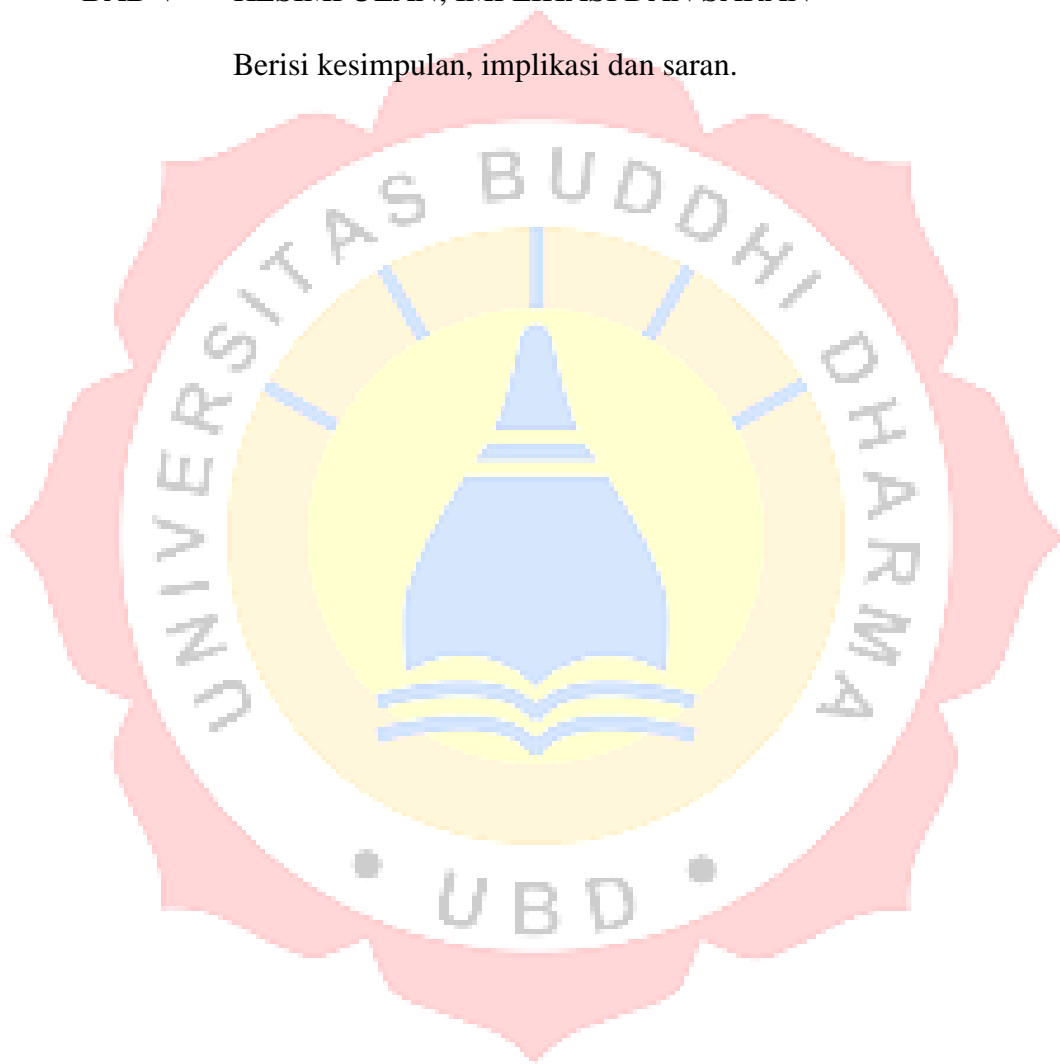 Berisi kesimpulan, implikasi dan saran.
UNIVERSITAS BUDDHI DHARMA
• UBD •